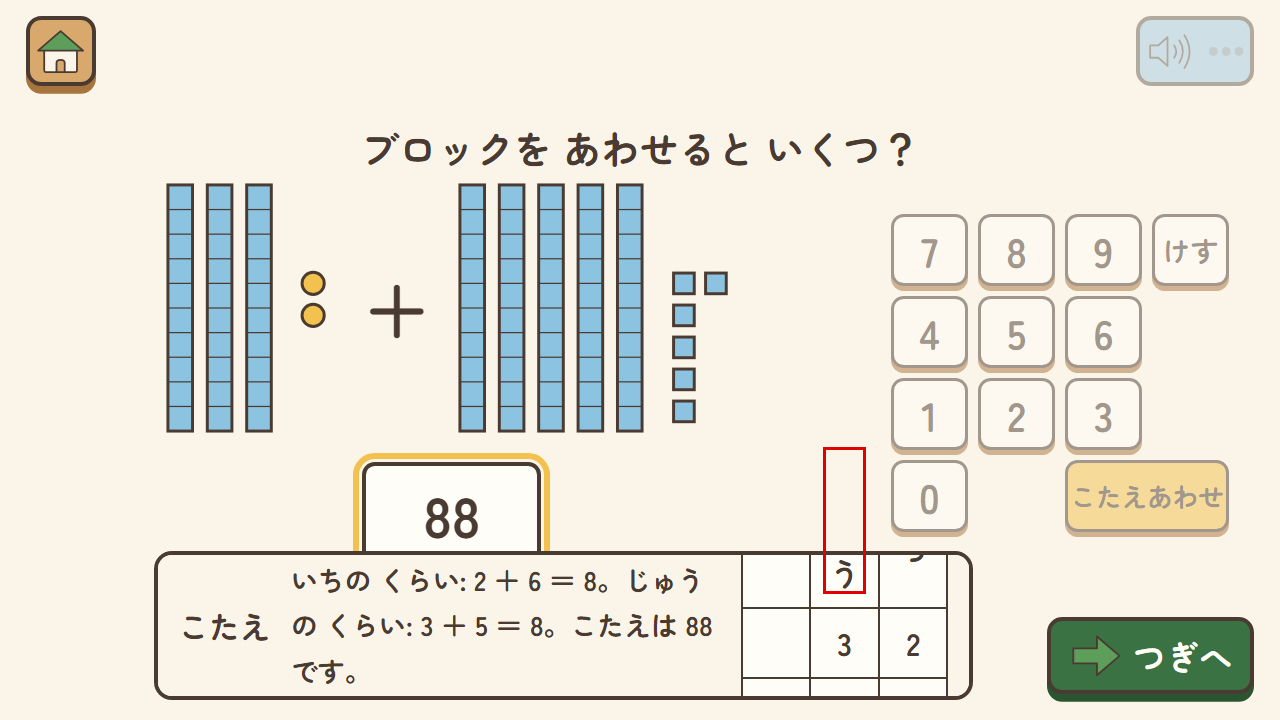 ブロックを あわせると いくつ？
7 8 9 けす
4 5 6
1 2 3
0 こたえあわせ
88
こたえ
いちの くらい: 2 ＋ 6 ＝ 8。じゅう
の くらい: 3 ＋ 5 ＝ 8。こたえは 88
です。
う
3 2
つぎへ